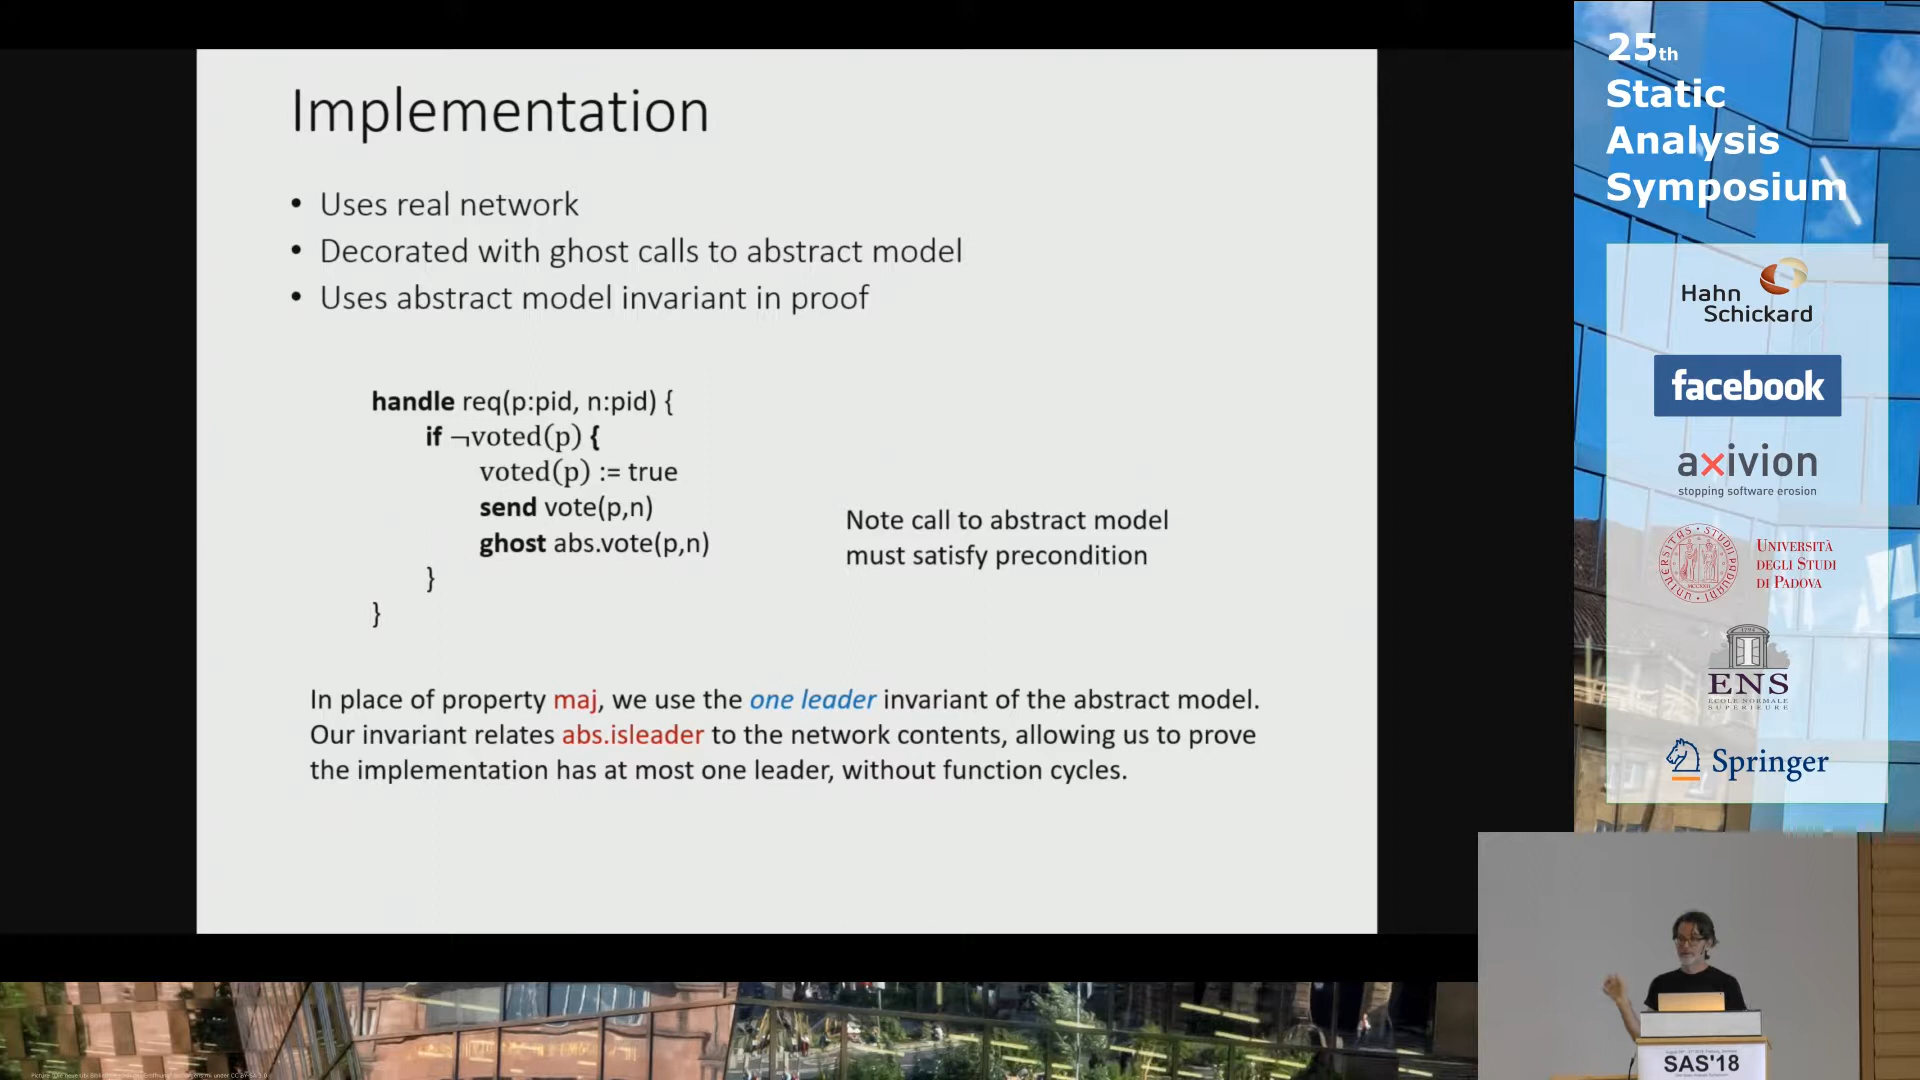 Implementation
• Uses real network
• Decorated with ghost calls to abstract model
• Uses abstract model invariant in proof
handle req(p:pid, n:pid) {
if ¬voted(p) {
voted(p) := true
send vote(p,n)
ghost abs.vote(p,n)
}
}
Note call to abstract model
must satisfy precondition
In place of property maj, we use the one leader invariant of the abstract model.
Our invariant relates abs.isleader to the network contents, allowing us to prove
the implementation has at most one leader, without function cycles.
25th
Static
Analysis
Symposium
Hahn
Schickard
facebook
axivion
stopping software erosion
UNIVERSITÀ
DEGLI STUDI
DI PADOVA
ENS
ÉCOLE NORMALE
SUPÉRIEURE
Springer
SAS'18